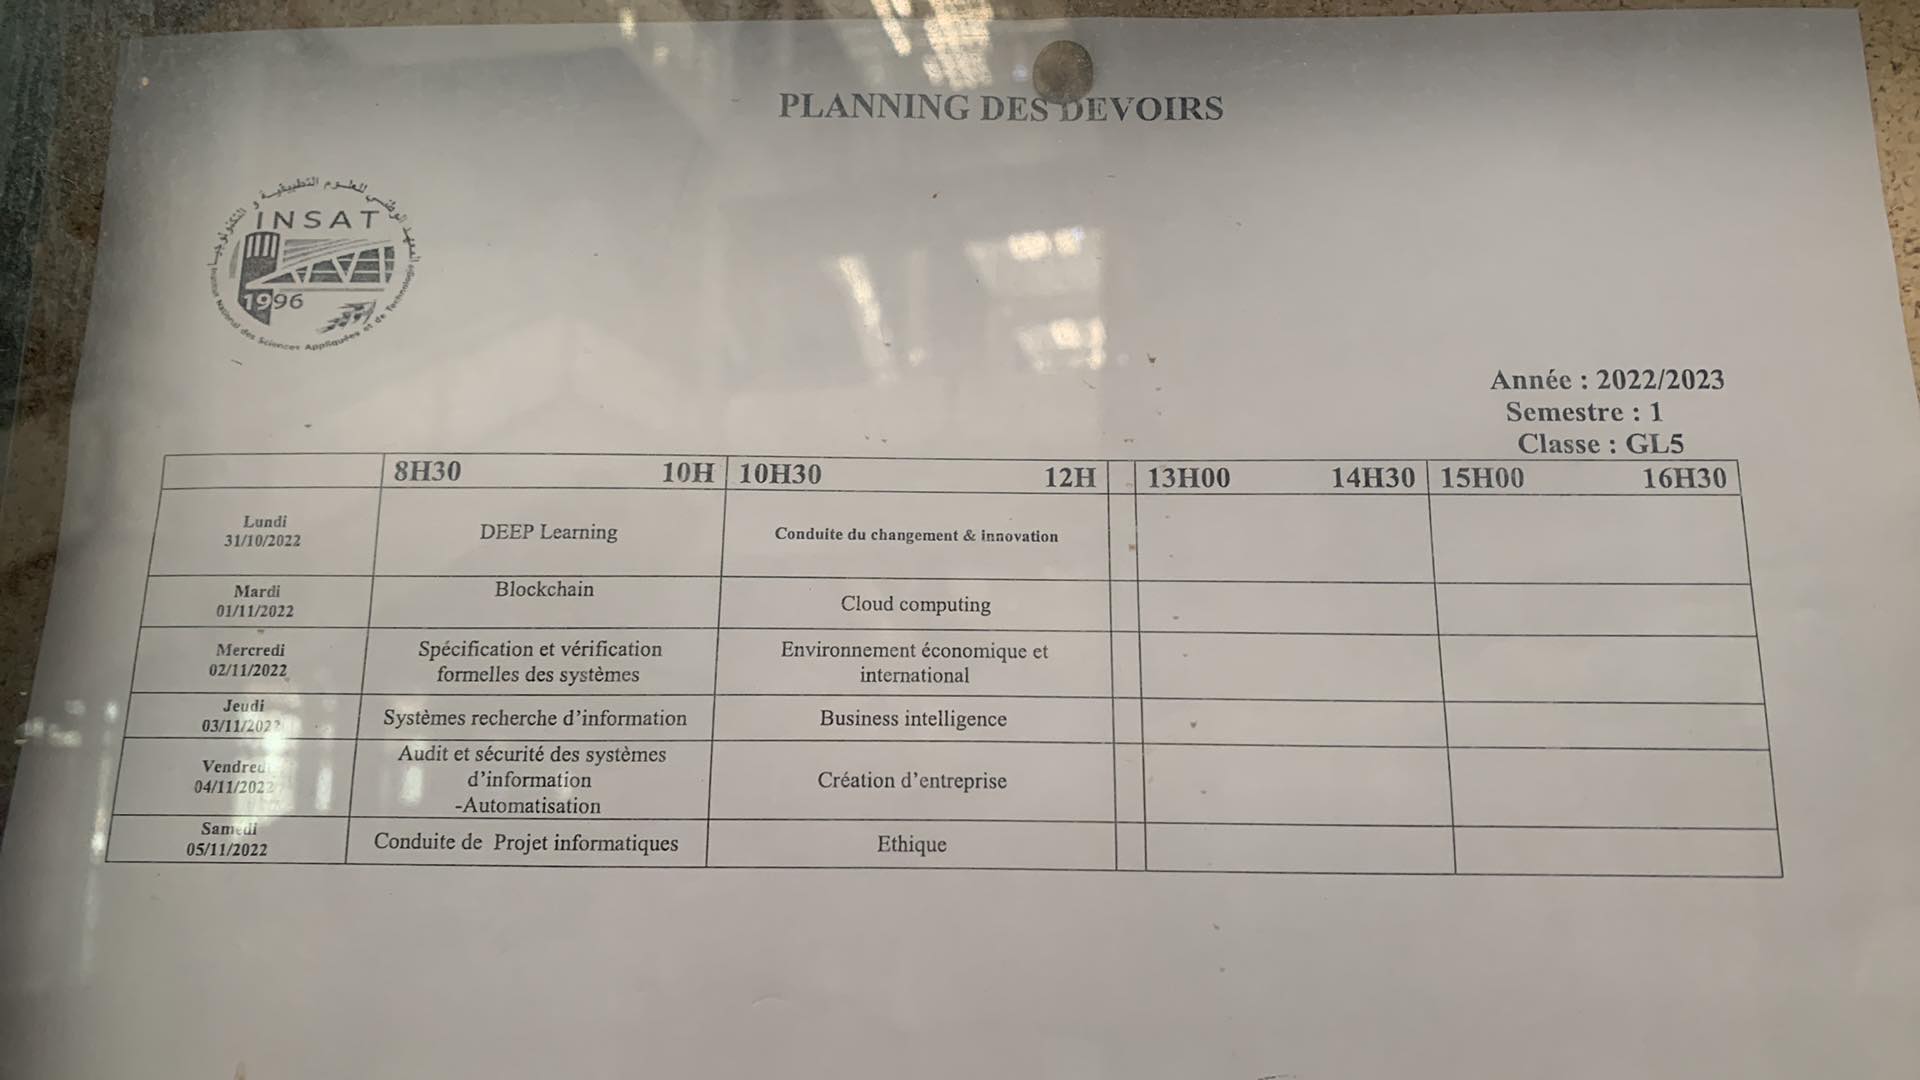 PLANNING DES DEVOIRS
المعهد الوطني للعلوم التطبيقية و التكنولوجيا
INSAT
1996
Institut National des Sciences Appliquées et de Technologie
Année : 2022/2023
Semestre : 1
Classe : GL5
8H30 10H 10H30 12H 13H00 14H30 15H00 16H30
Lundi
31/10/2022
DEEP Learning
Conduite du changement & innovation
Mardi
01/11/2022
Blockchain
Cloud computing
Mercredi
02/11/2022
Spécification et vérification
formelles des systèmes
Environnement économique et
international
Jeudi
03/11/2022
Systèmes recherche d’information
Business intelligence
Vendredi
04/11/2022
Audit et sécurité des systèmes
d’information
-Automatisation
Création d’entreprise
Samedi
05/11/2022
Conduite de Projet informatiques
Ethique